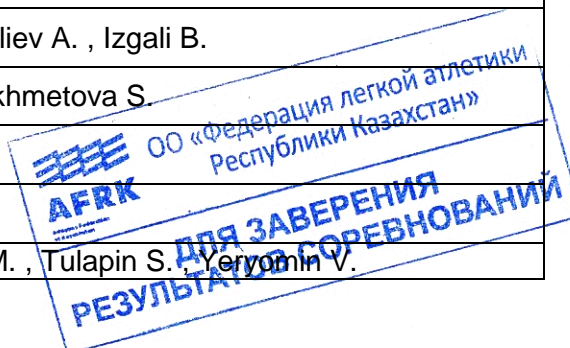 liev A. , Izgali B.
khmetova S.
ОО «Федерация легкой атлетики
Республики Казахстан»
AFRK
ДЛЯ ЗАВЕРЕНИЯ
РЕЗУЛЬТАТОВ СОРЕВНОВАНИЙ
M. , Tulapin S. , Yeryomin V.